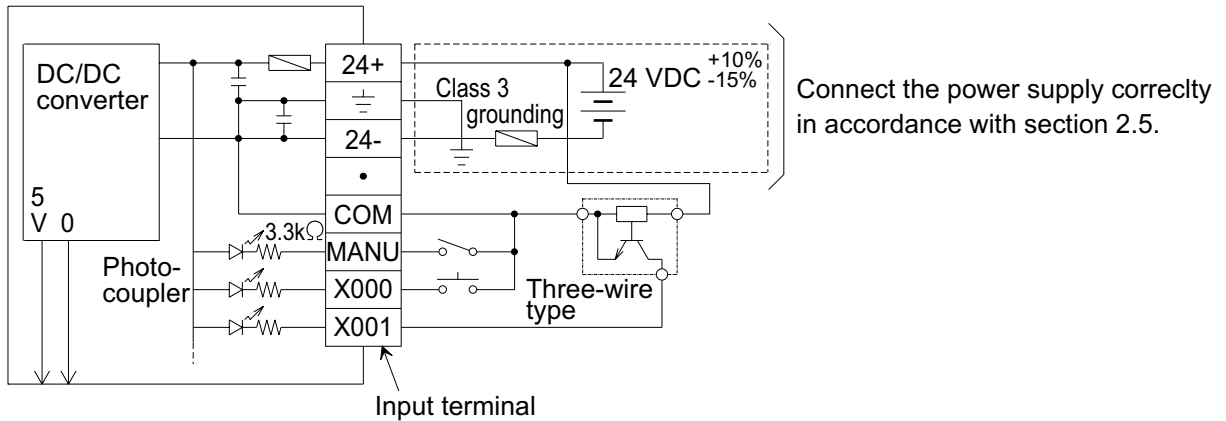 DC/DC
converter
5
V 0
Photo-
coupler
3.3kΩ
24+
24-
•
COM
MANU
X000
X001
Input terminal
Class 3
grounding
24 VDC +10%
-15%
Three-wire
type
Connect the power supply correclty
in accordance with section 2.5.